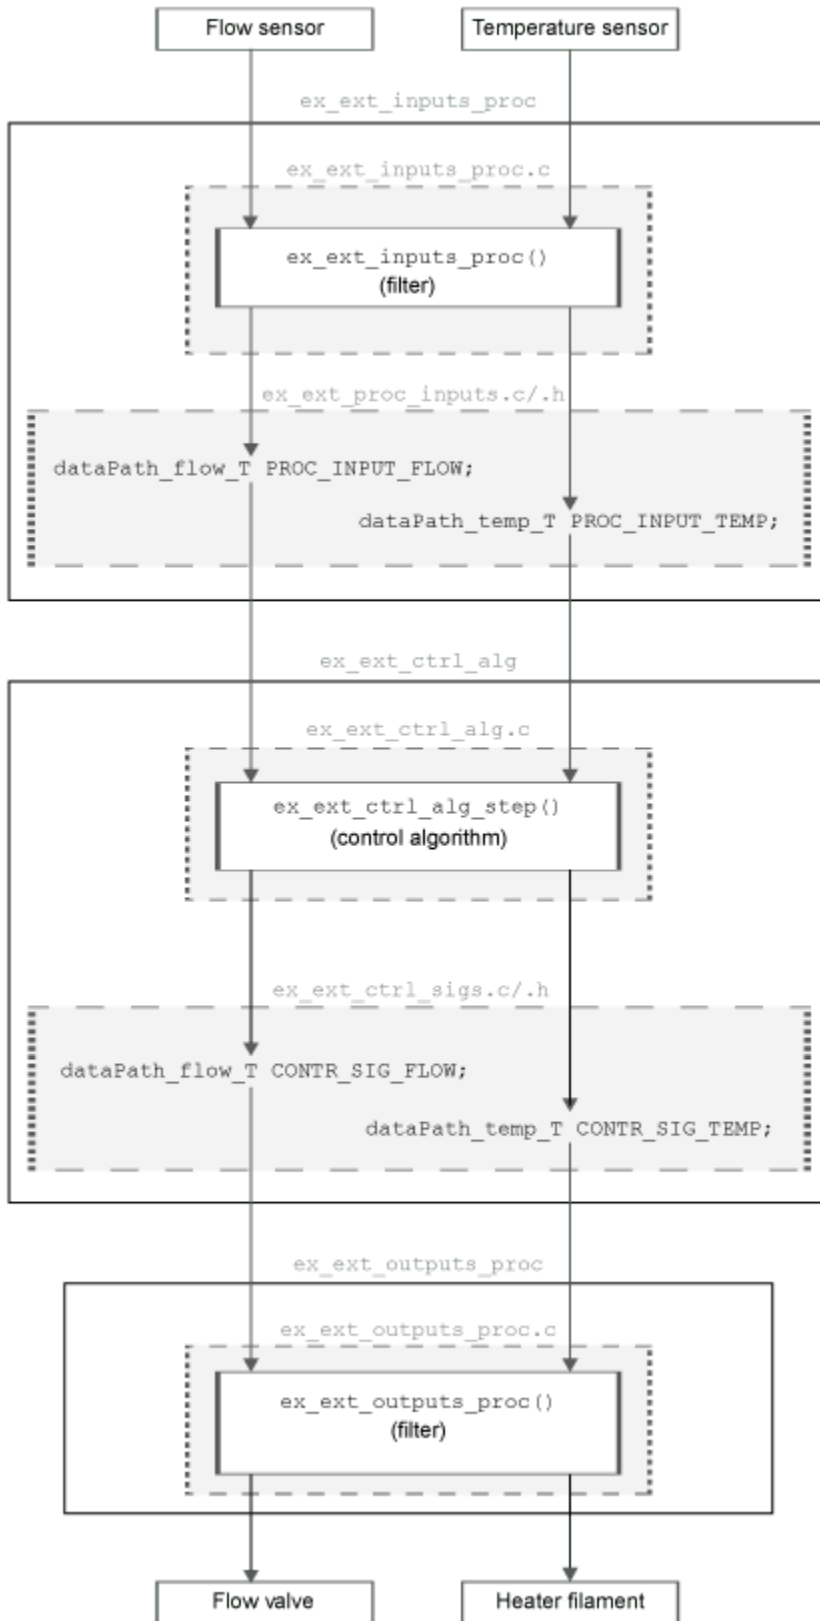 Flow sensor
Temperature sensor
ex_ext_inputs_proc
ex_ext_inputs_proc.c
ex_ext_inputs_proc()
(filter)
ex_ext_proc_inputs.c/.h
dataPath_flow_T PROC_INPUT_FLOW;
dataPath_temp_T PROC_INPUT_TEMP;
ex_ext_ctrl_alg
ex_ext_ctrl_alg.c
ex_ext_ctrl_alg_step()
(control algorithm)
ex_ext_ctrl_sigs.c/.h
dataPath_flow_T CONTR_SIG_FLOW;
dataPath_temp_T CONTR_SIG_TEMP;
ex_ext_outputs_proc
ex_ext_outputs_proc.c
ex_ext_outputs_proc()
(filter)
Flow valve
Heater filament